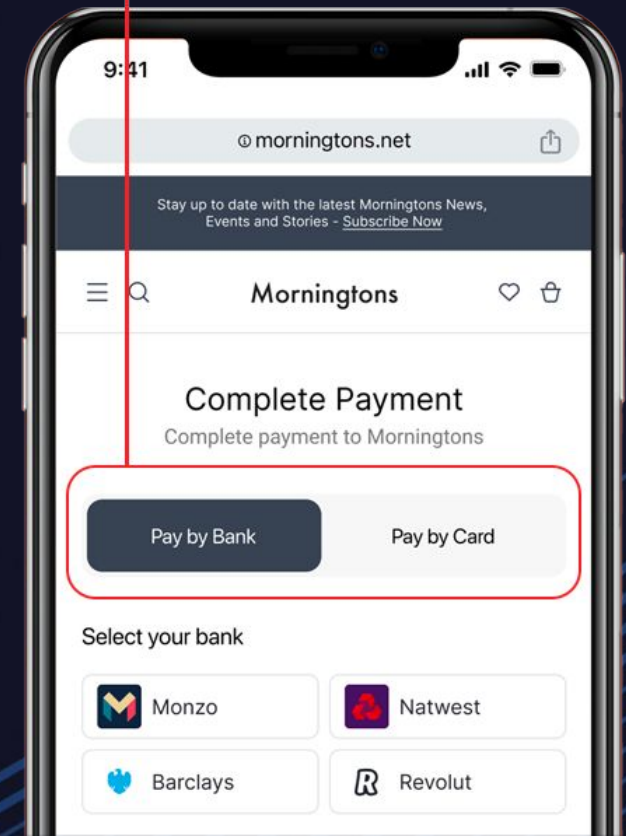 9:41
morningtons.net
Stay up to date with the latest Morningtons News,
Events and Stories - Subscribe Now
Morningtons
Complete Payment
Complete payment to Morningtons
Pay by Bank Pay by Card
Select your bank
Monzo Natwest
Barclays Revolut